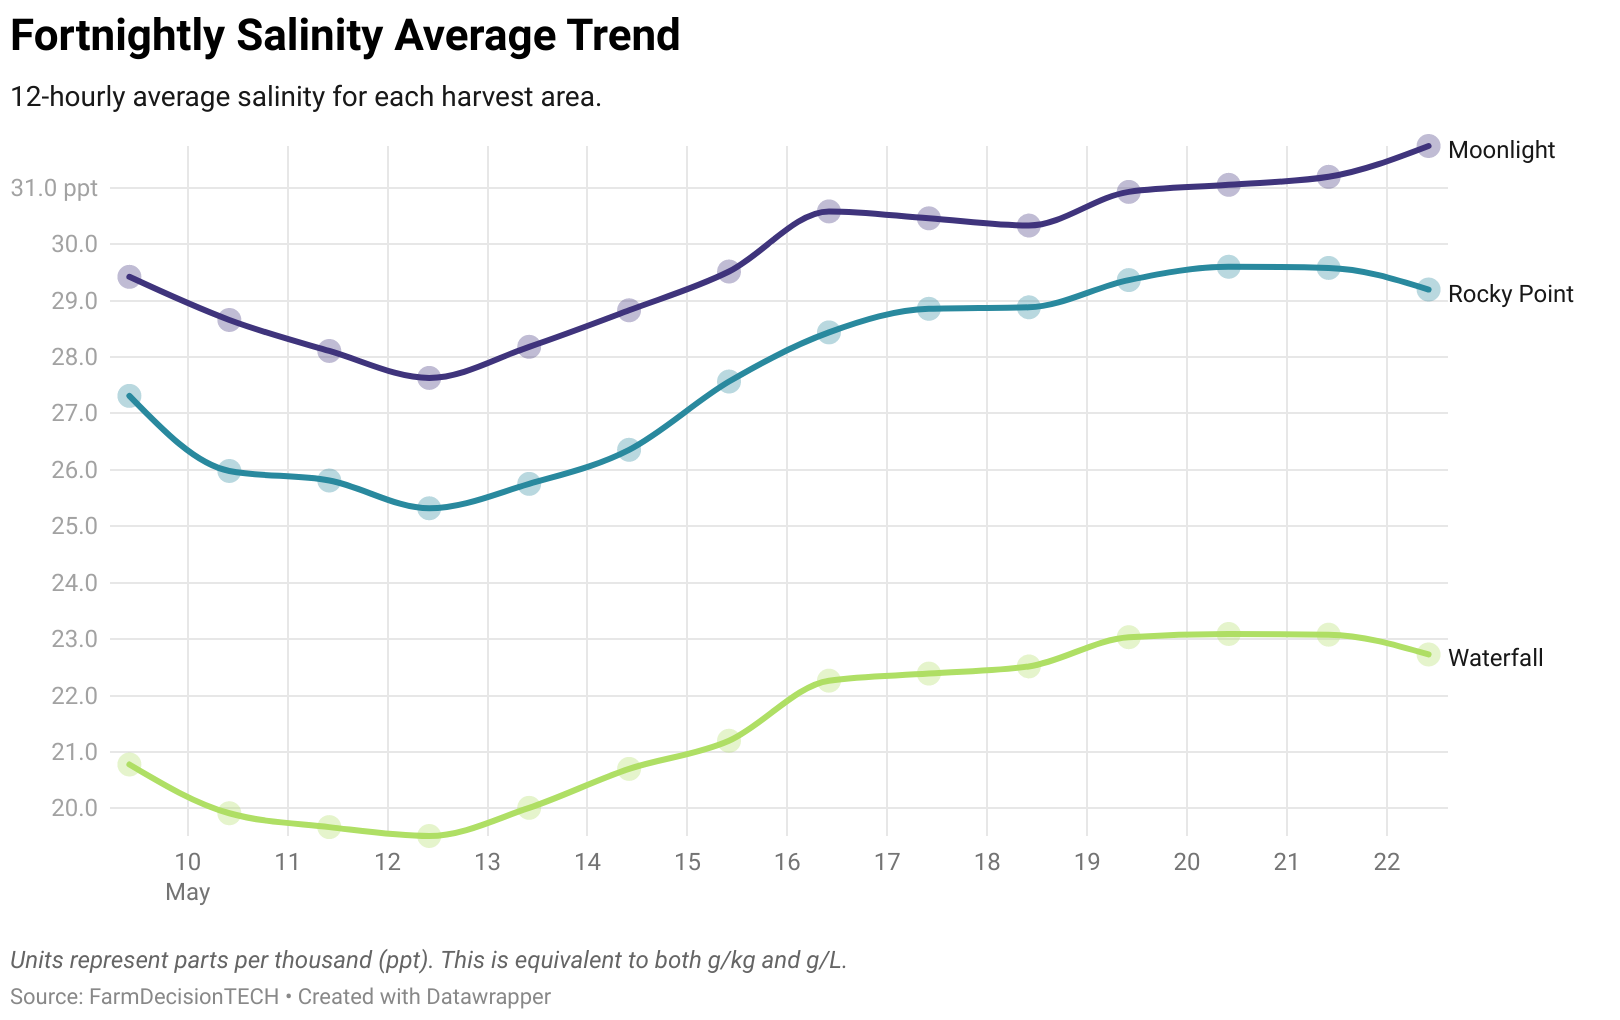 Fortnightly Salinity Average Trend
12-hourly average salinity for each harvest area.
Moonlight
31.0 ppt
30.0
29.0
Rocky Point
28.0
27.0
26.0
25.0
24.0
23.0
Waterfall
22.0
21.0
20.0
10 11 12 13 14 15 16 17 18 19 20 21 22
May
Units represent parts per thousand (ppt). This is equivalent to both g/kg and g/L.
Source: FarmDecisionTECH • Created with Datawrapper